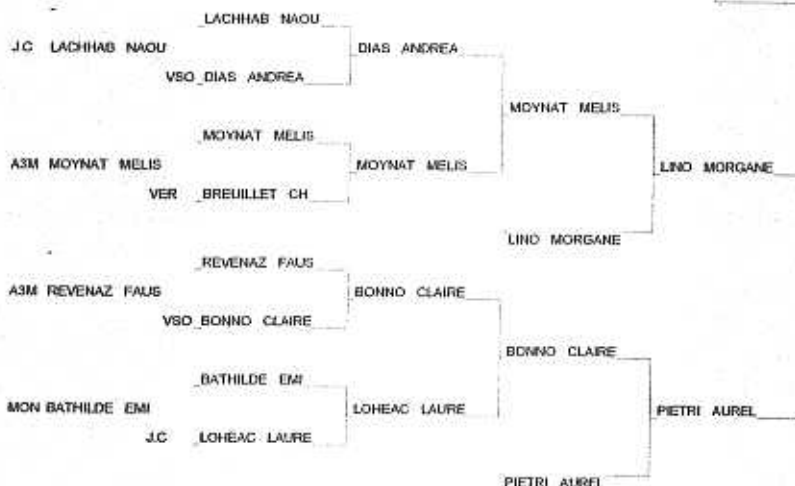 LACHHAB NAOU
J.C LACHHAB NAOU
DIAS ANDREA
VSO DIAS ANDREA
MOYNAT MELIS
MOYNAT MELIS
A3M MOYNAT MELIS
MOYNAT MELIS
LINO MORGANE
VER BREUILLET CH
LINO MORGANE
REVENAZ FAUS
A3M REVENAZ FAUS
BONNO CLAIRE
VSO BONNO CLAIRE
BONNO CLAIRE
BATHILDE EMI
MON BATHILDE EMI
LOHEAC LAURE
PIETRI AUREL
J.C LOHEAC LAURE
PIETRI AUREL